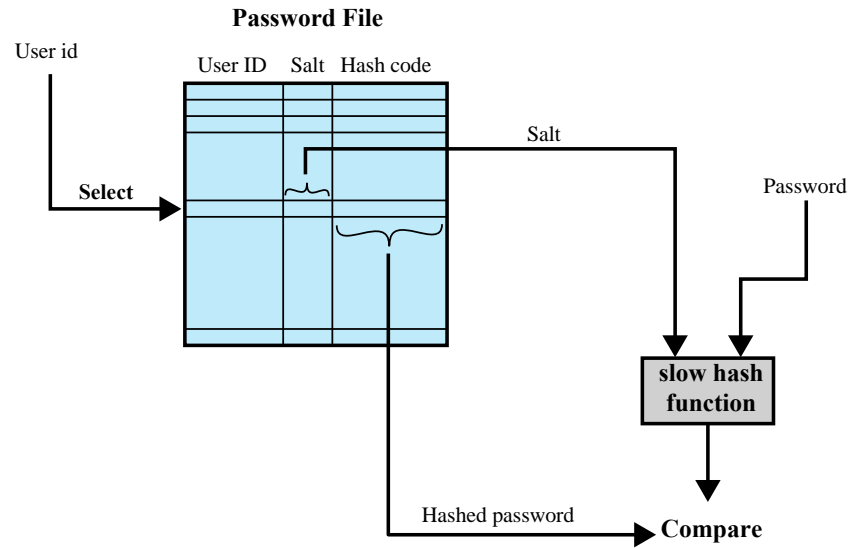 Password File
User id
User ID Salt Hash code
Salt
Select
Password
slow hash
function
Hashed password
Compare